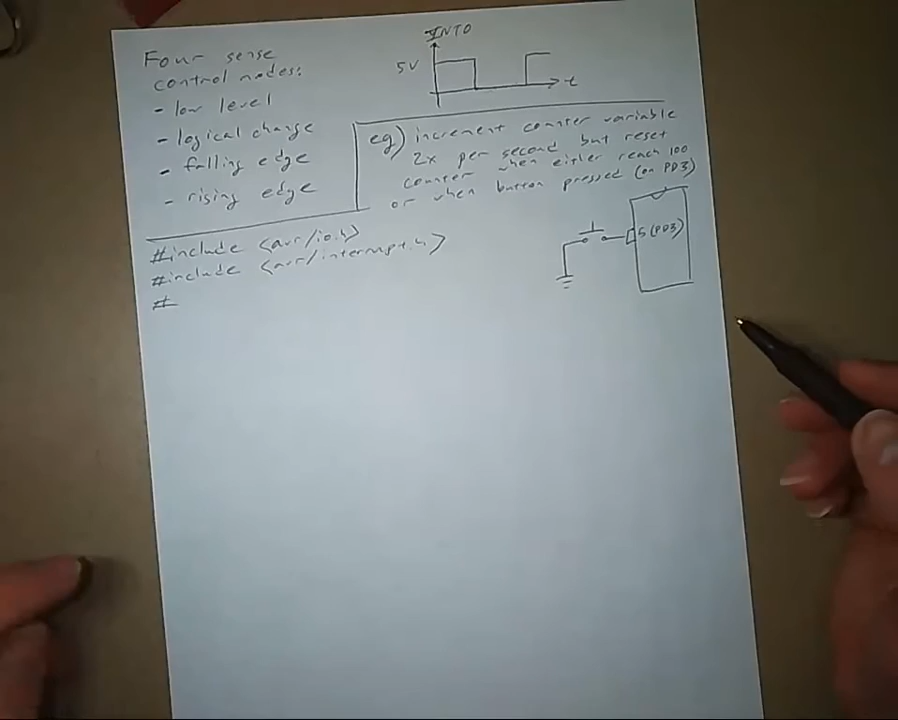 Four sense
control modes:
- low level
- logical change
- falling edge
- rising edge
INT0
5V
t
eg) increment counter variable
2x per second but reset
counter when either reach 100
or when button pressed (on PD3)
5 (PD3)
#include <avr/io.h>
#include <avr/interrupt.h>
#